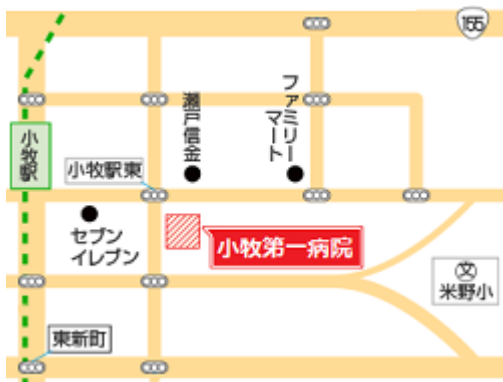 155
ファミリー
マート
瀬戸信金
小牧駅
小牧駅東
セブン
イレブン
小牧第一病院
文
米野小
東新町